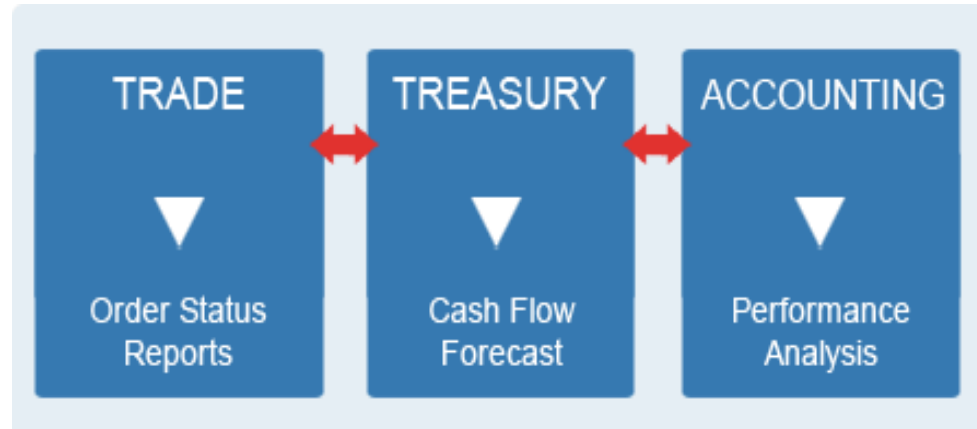 TRADE
TREASURY
ACCOUNTING
Order Status
Reports
Cash Flow
Forecast
Performance
Analysis